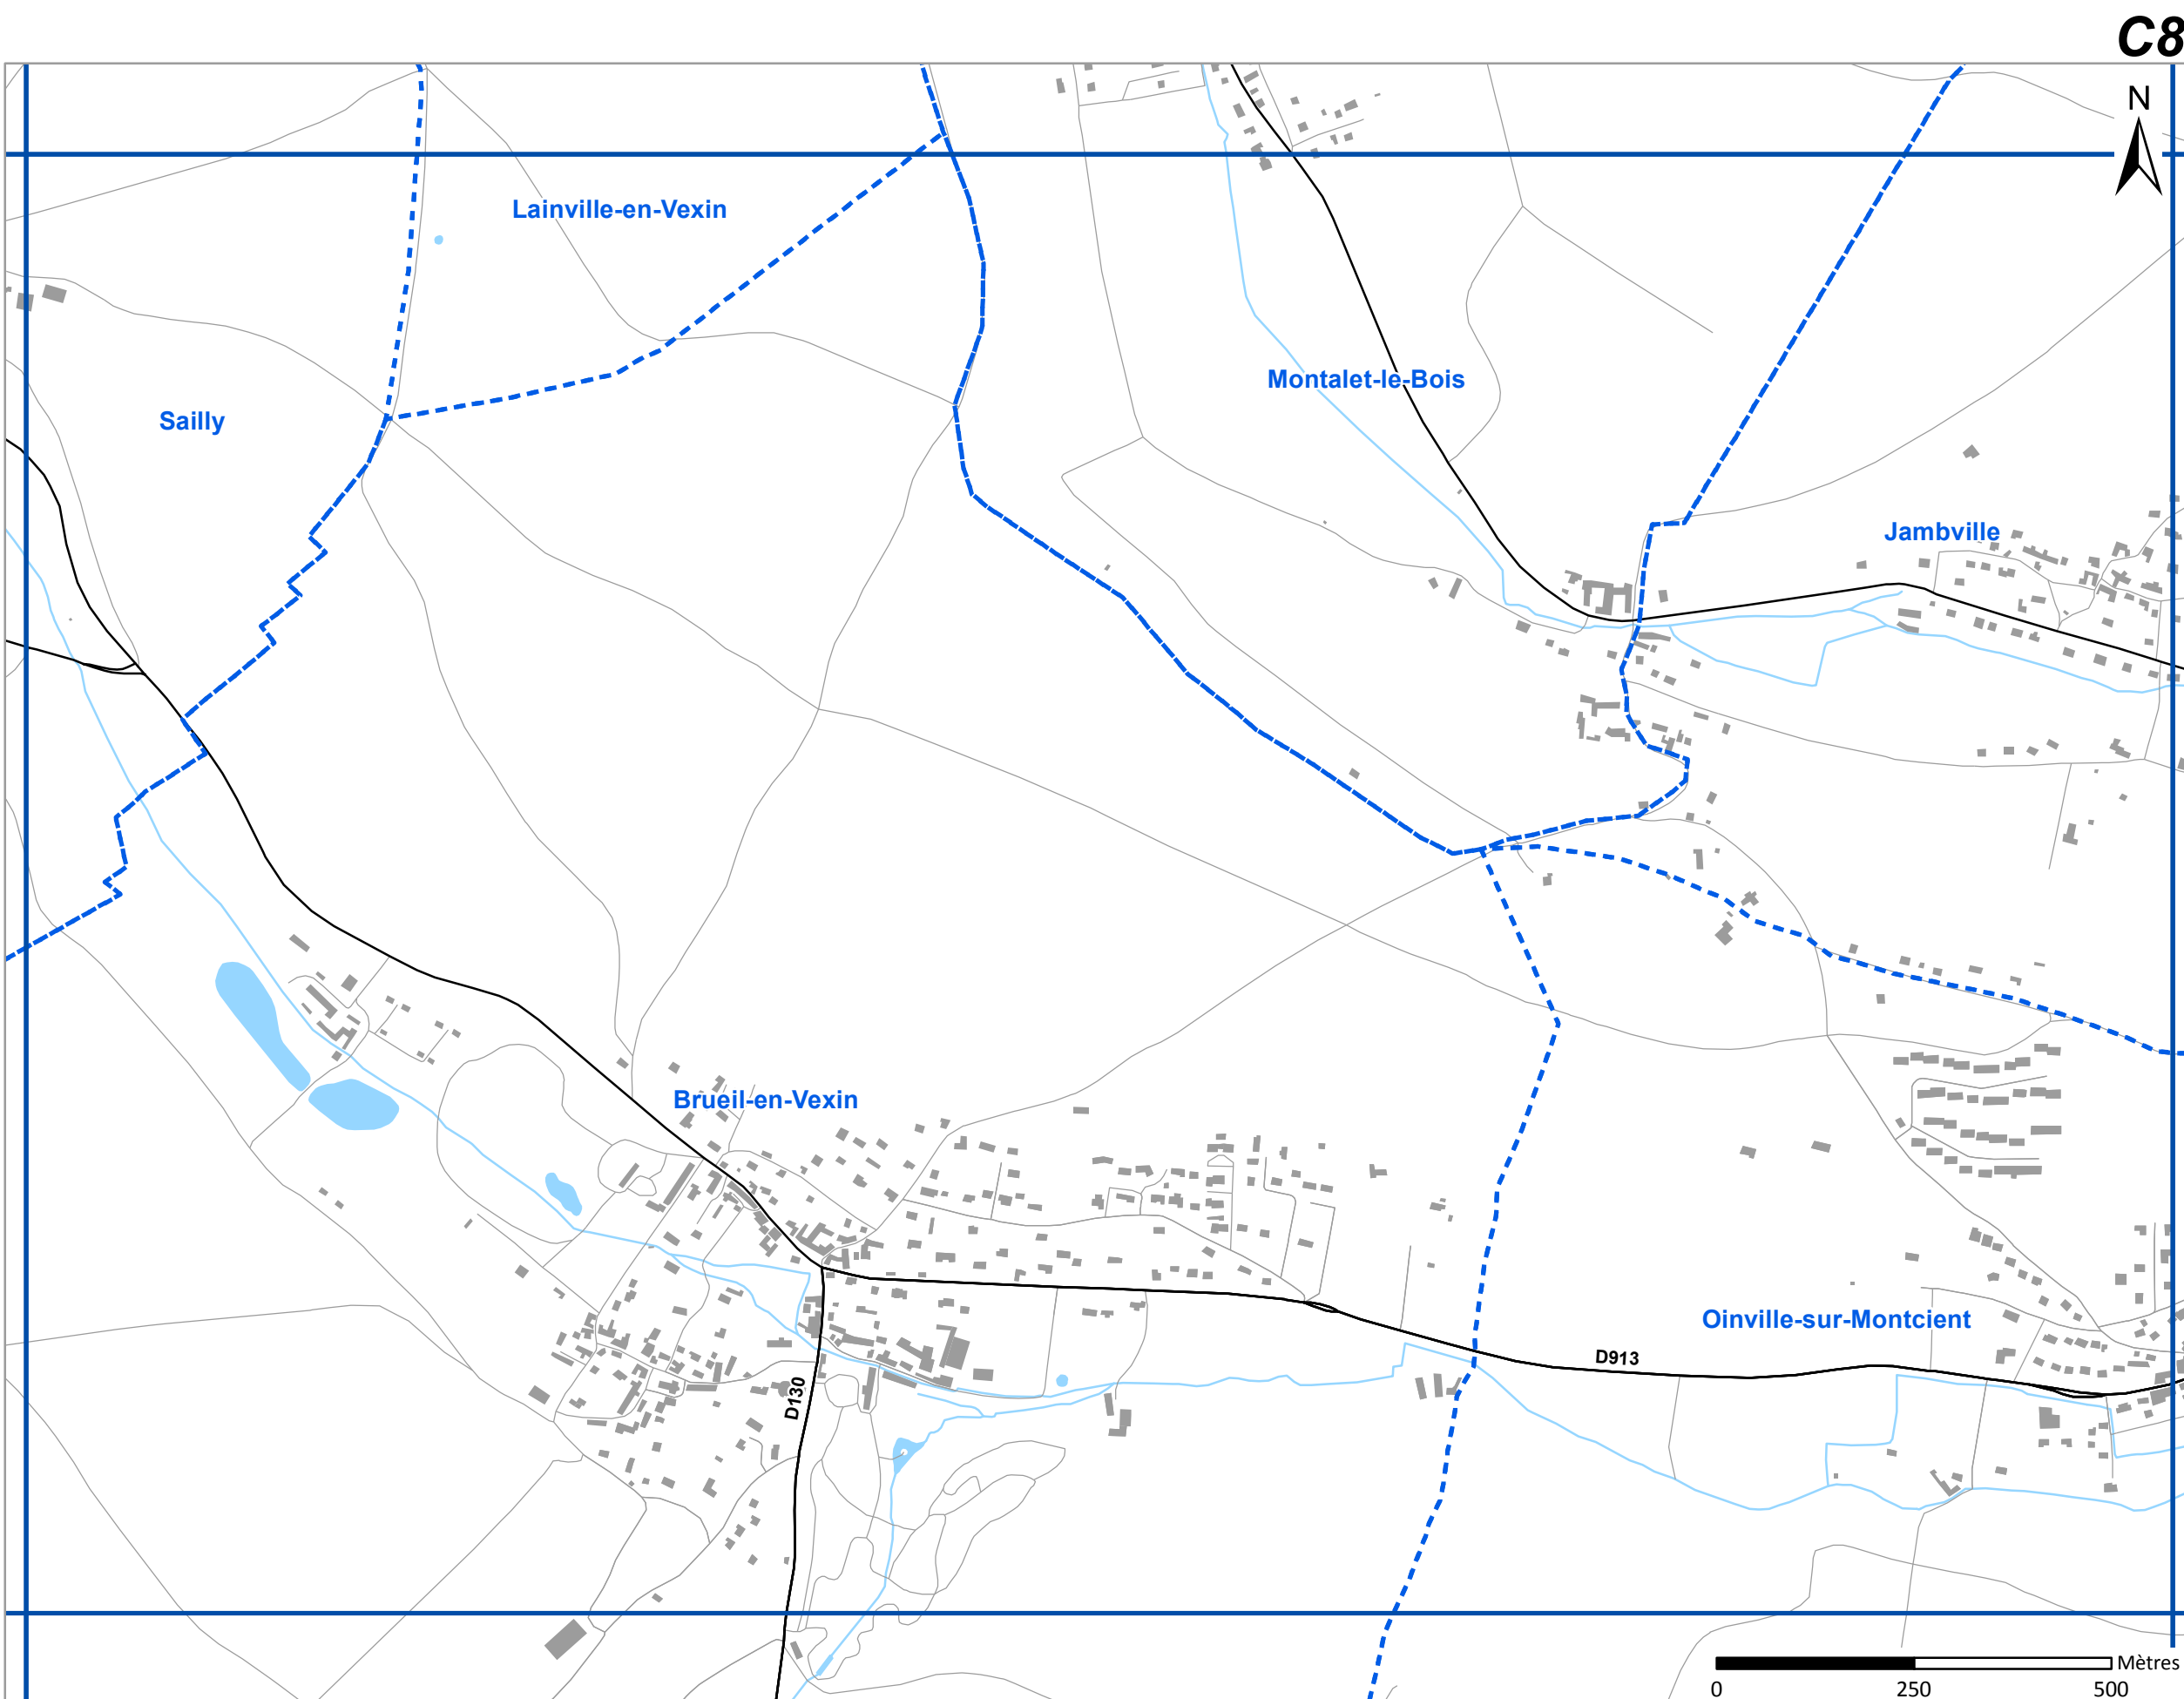 C8
N
Lainville-en-Vexin
Montalet-le-Bois
Sailly
Jambville
Brueil-en-Vexin
Oinville-sur-Montcient
D913
D130
Mètres
0 250 500